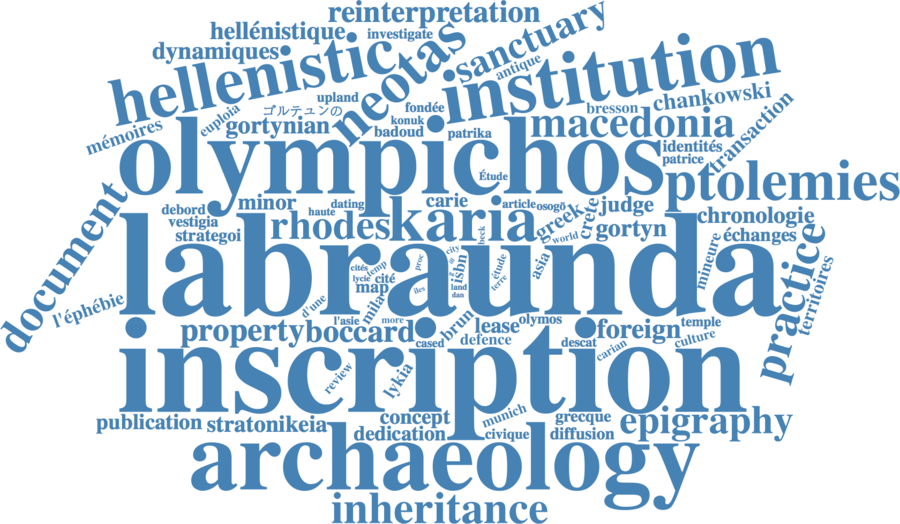 reinterpretation
hellénistique
investigate
dynamiques
hellenistic
neotas
sanctuary
antique
institution
chankowski
bresson
upland
fondée
ゴルテュンの
euploia
gortynian
konuk
badoud
patrika
macedonia
mémoires
identités
patrice
transaction
olympichos
Étude
ptolemies
document
debord
vestigia
strategoi
minor
haute
dating
carie
article
osogō
judge
rhodes
karia
greek
crete
gortyn
chronologie
échanges
beck
world
city
labraunda
cités
temp
lycie
cité
map
proc
isbn
land
dan
étude
terre
asia
mineure
practice
territoires
l'éphébie
d'une
îles
mila
l'asie
more
property
boccard
cased
brun
lease
olymos
defence
foreign
temple
descat
carian
culture
inscription
review
lykia
publication
stratonikeia
concept
dedication
munich
civique
grecque
diffusion
epigraphy
archaeology
inheritance